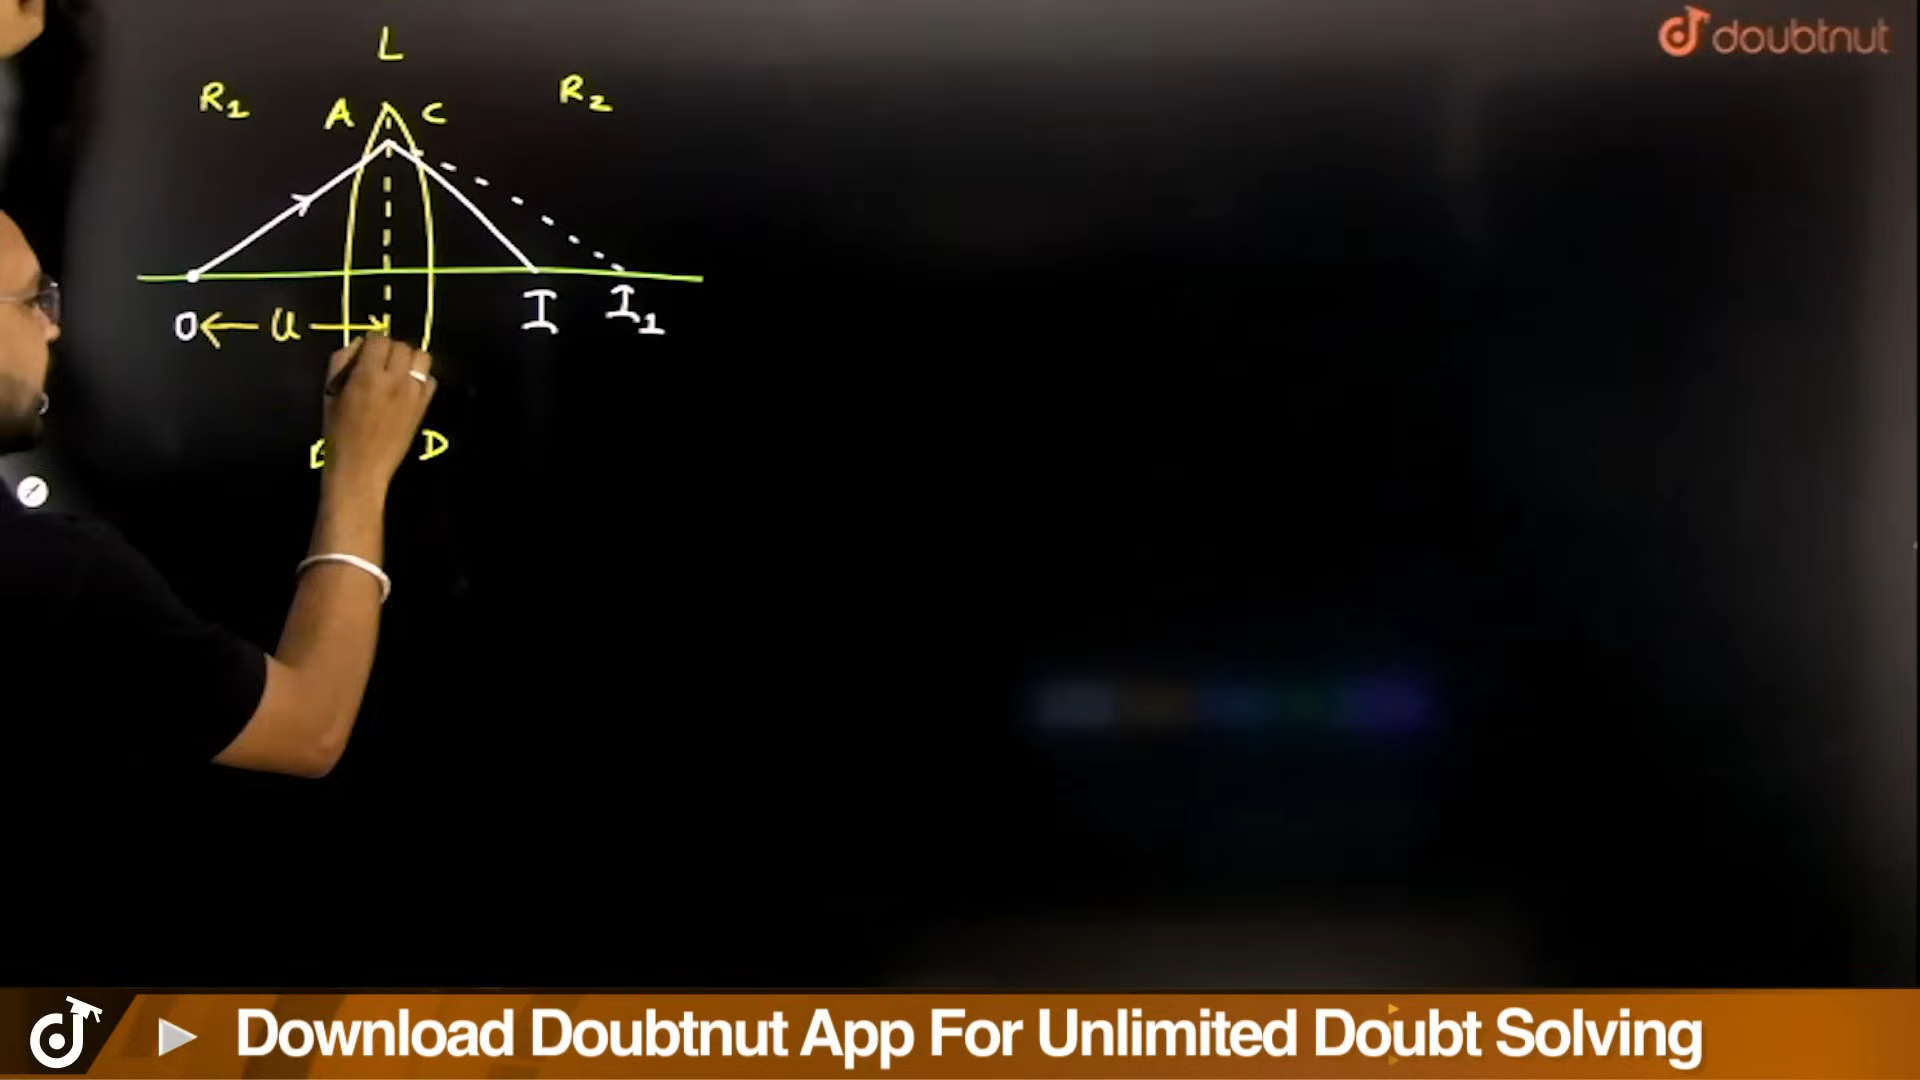 doubtnut
L
R₁ A C R₂
O ← u → I I₁
D
Download Doubtnut App For Unlimited Doubt Solving